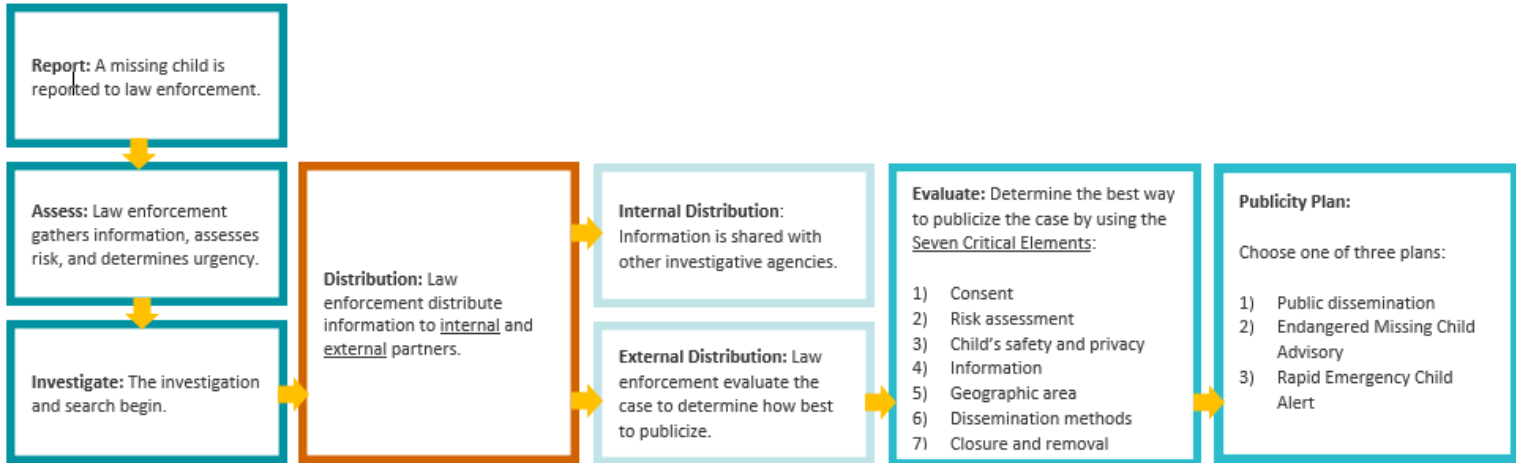 Report: A missing child is
reported to law enforcement.
Assess: Law enforcement
gathers information, assesses
risk, and determines urgency.
Investigate: The investigation
and search begin.
Distribution: Law
enforcement distribute
information to internal and
external partners.
Internal Distribution:
Information is shared with
other investigative agencies.
External Distribution: Law
enforcement evaluate the
case to determine how best
to publicize.
Evaluate: Determine the best way
to publicize the case by using the
Seven Critical Elements:
1) Consent
2) Risk assessment
3) Child's safety and privacy
4) Information
5) Geographic area
6) Dissemination methods
7) Closure and removal
Publicity Plan:
Choose one of three plans:
1) Public dissemination
2) Endangered Missing Child
Advisory
3) Rapid Emergency Child
Alert